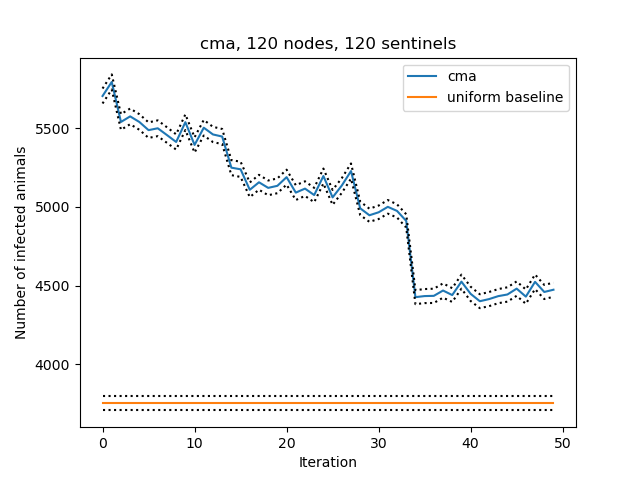 cma, 120 nodes, 120 sentinels
cma
uniform baseline
5500
5000
4500
4000
Number of infected animals
0 10 20 30 40 50
Iteration